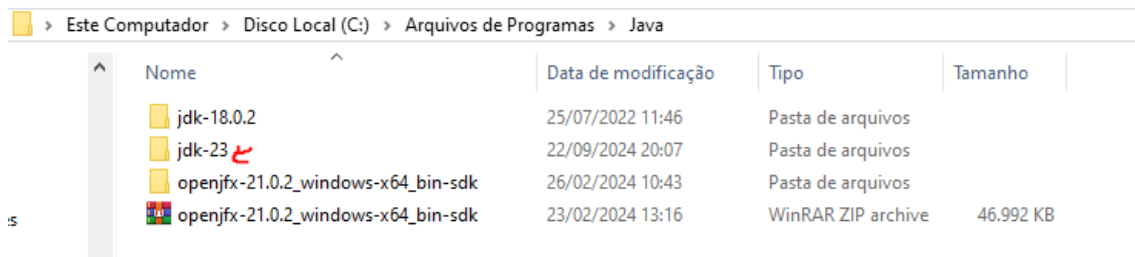 Este Computador > Disco Local (C:) > Arquivos de Programas > Java
Nome Data de modificação Tipo Tamanho
jdk-18.0.2 25/07/2022 11:46 Pasta de arquivos
jdk-23 22/09/2024 20:07 Pasta de arquivos
openjfx-21.0.2_windows-x64_bin-sdk 26/02/2024 10:43 Pasta de arquivos
openjfx-21.0.2_windows-x64_bin-sdk 23/02/2024 13:16 WinRAR ZIP archive 46.992 KB